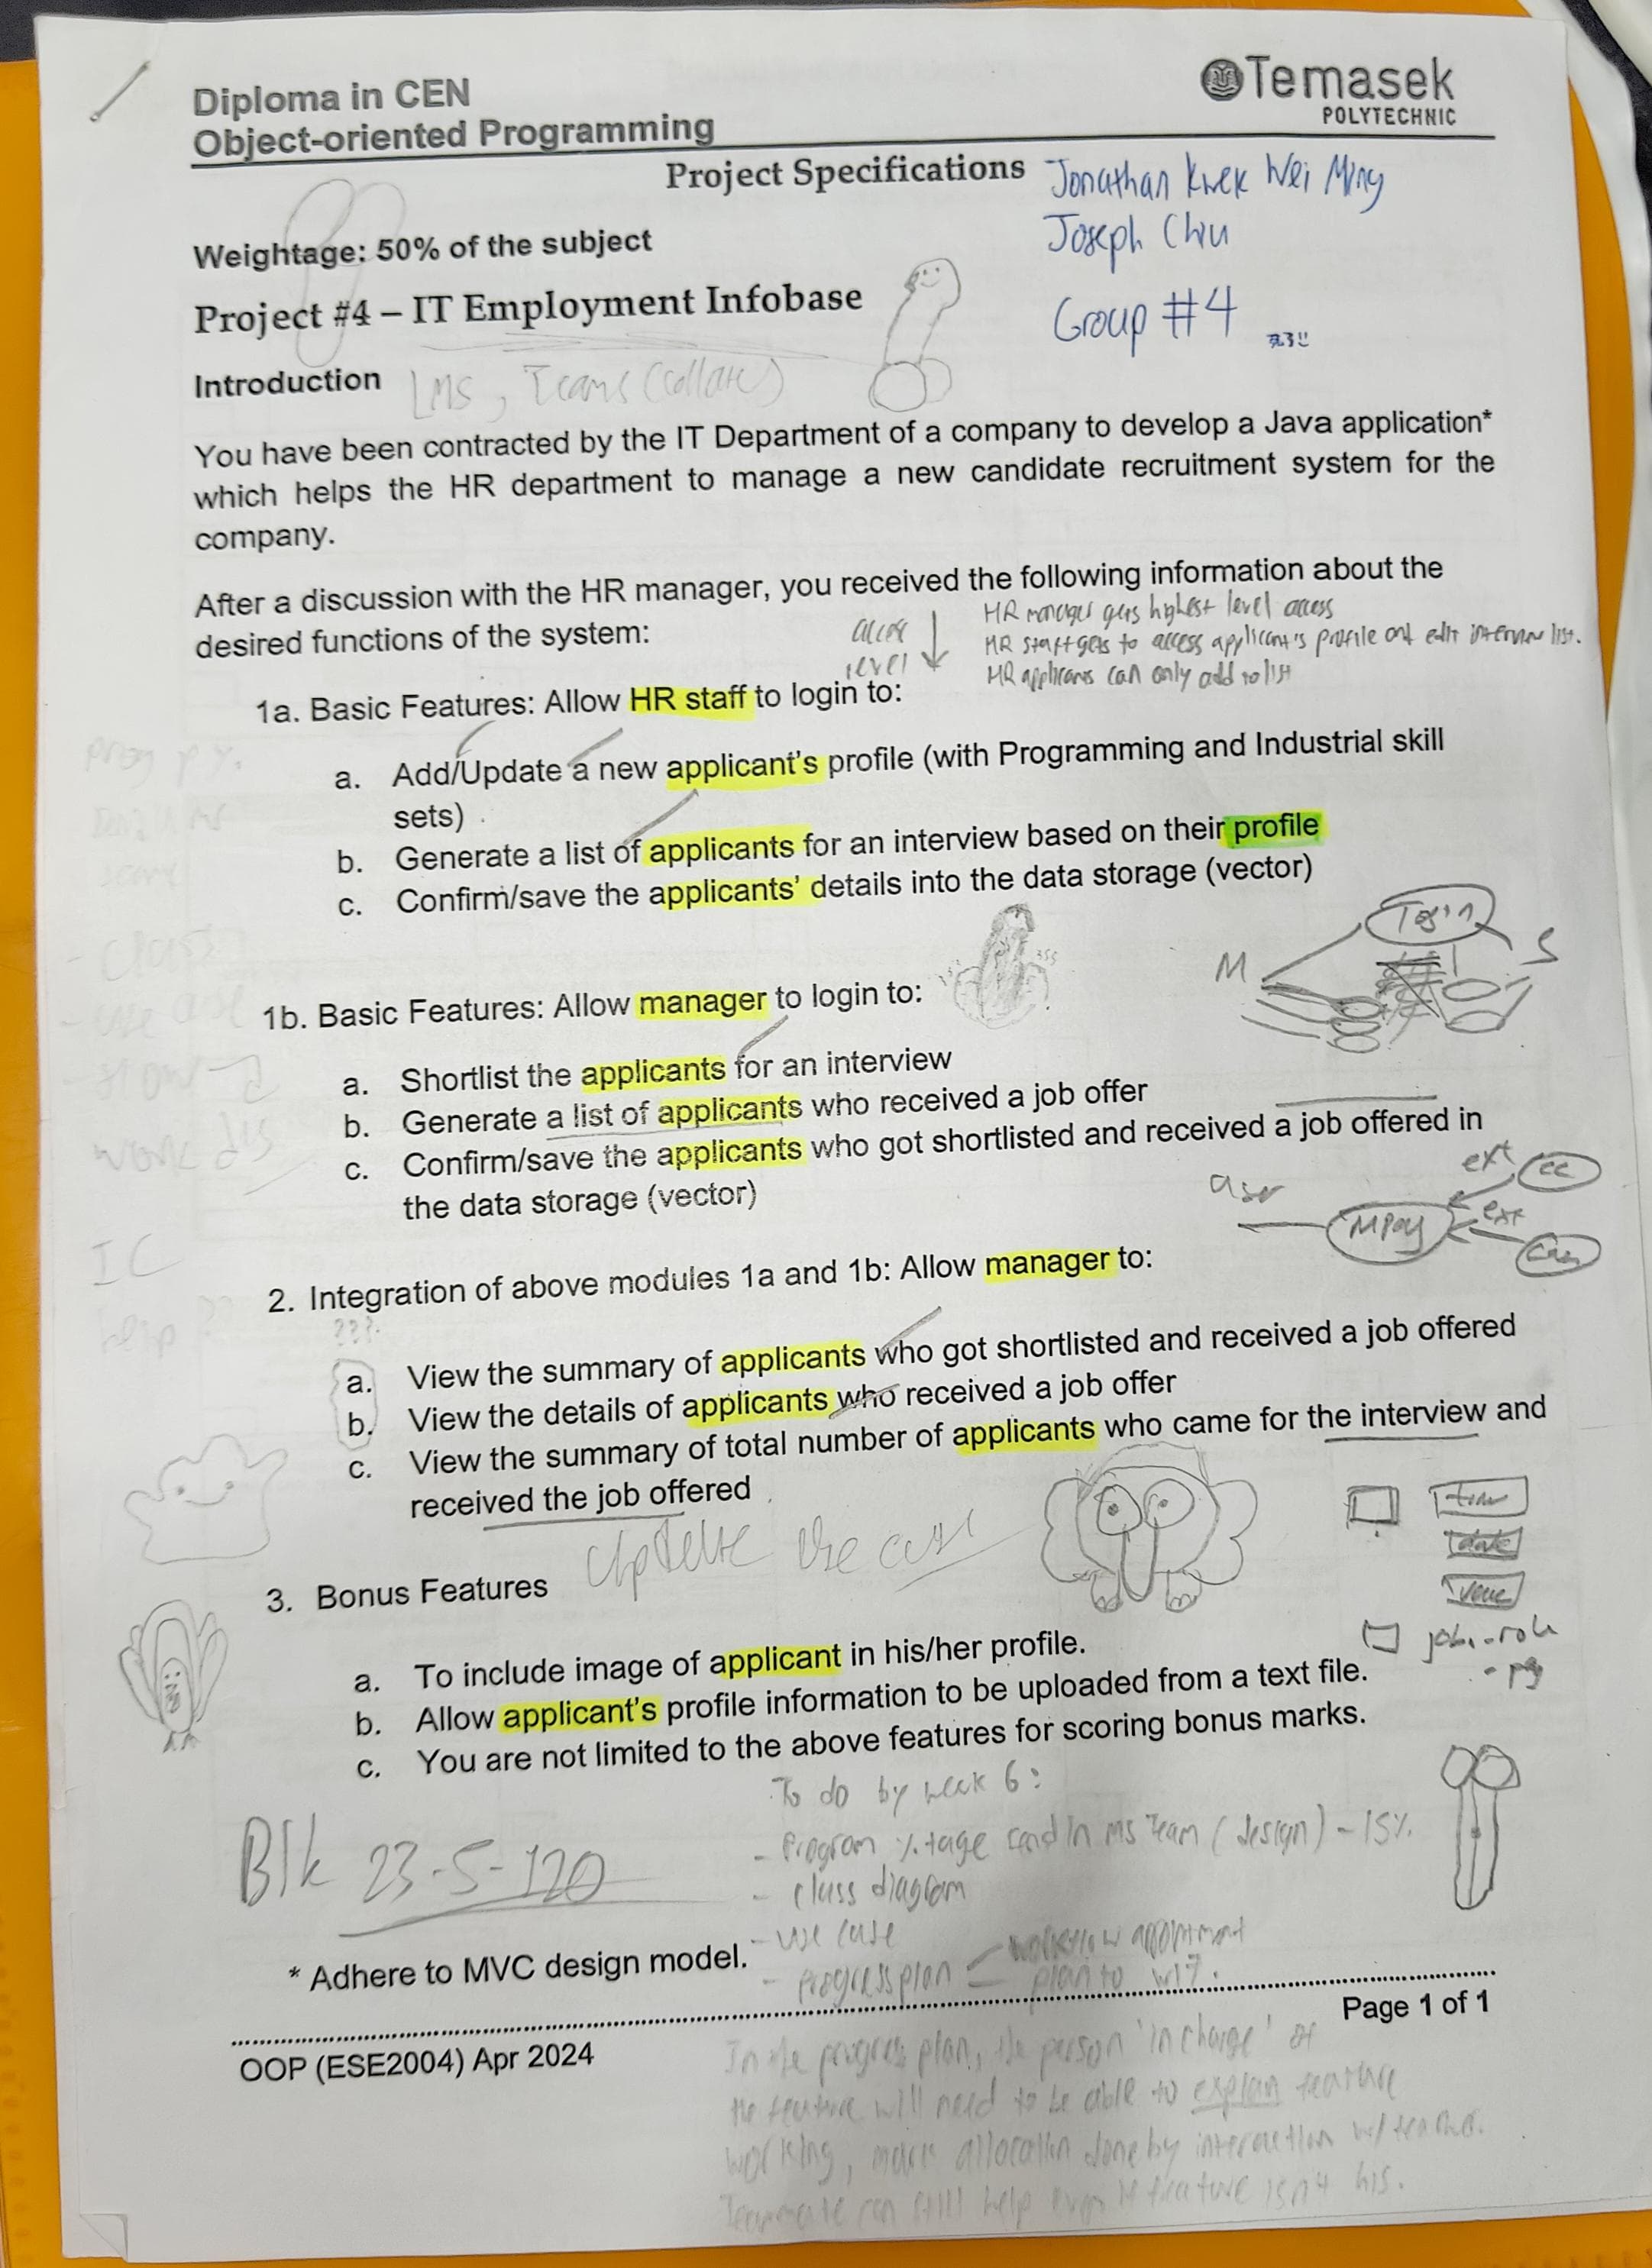 Diploma in CEN
Object-oriented Programming
Temasek
POLYTECHNIC
Project Specifications
Jonathan Kwek Wei Ming
Joseph Chiu
Group #4
Weightage: 50% of the subject
Project #4 – IT Employment Infobase
Introduction
LMS, Teams (collate)
You have been contracted by the IT Department of a company to develop a Java application*
which helps the HR department to manage a new candidate recruitment system for the
company.
After a discussion with the HR manager, you received the following information about the
desired functions of the system:
access
level
HR manager gets highest level access
HR staff gets to access applicant's profile and edit interview list.
HR applicants can only add to list
1a. Basic Features: Allow HR staff to login to:
a. Add/Update a new applicant's profile (with Programming and Industrial skill
sets)
b. Generate a list of applicants for an interview based on their profile
c. Confirm/save the applicants' details into the data storage (vector)
Login
M
S
1b. Basic Features: Allow manager to login to:
a. Shortlist the applicants for an interview
b. Generate a list of applicants who received a job offer
c. Confirm/save the applicants who got shortlisted and received a job offered in
the data storage (vector)
- class
- use case
work dis
user
MPay
ext
cc
ext
IC
2. Integration of above modules 1a and 1b: Allow manager to:
???
a. View the summary of applicants who got shortlisted and received a job offered
b. View the details of applicants who received a job offer
c. View the summary of total number of applicants who came for the interview and
received the job offered
Update Use case
time
date
venue
job-role
3. Bonus Features
a. To include image of applicant in his/her profile.
b. Allow applicant's profile information to be uploaded from a text file.
c. You are not limited to the above features for scoring bonus marks.
To do by week 6:
- Program %tage send in MS Team (design) - 15%
- class diagram
- use case
- progress plan - workflow appointment
plan to w17.
Blk 23-5-120
* Adhere to MVC design model.
Page 1 of 1
OOP (ESE2004) Apr 2024
In the progress plan, the person 'in charge' of
the feature will need to be able to explain feature
working, mark allocation done by interaction w/ teacher.
Teammate can still help even if feature isn't his.